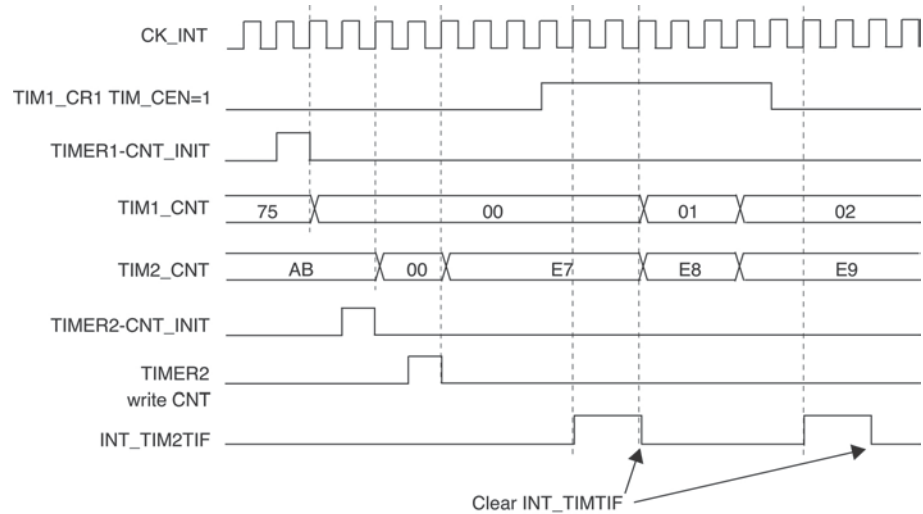 CK_INT
TIM1_CR1 TIM_CEN=1
TIMER1-CNT_INIT
TIM1_CNT
75
00
01
02
TIM2_CNT
AB
00
E7
E8
E9
TIMER2-CNT_INIT
TIMER2
write CNT
INT_TIM2TIF
Clear INT_TIMTIF